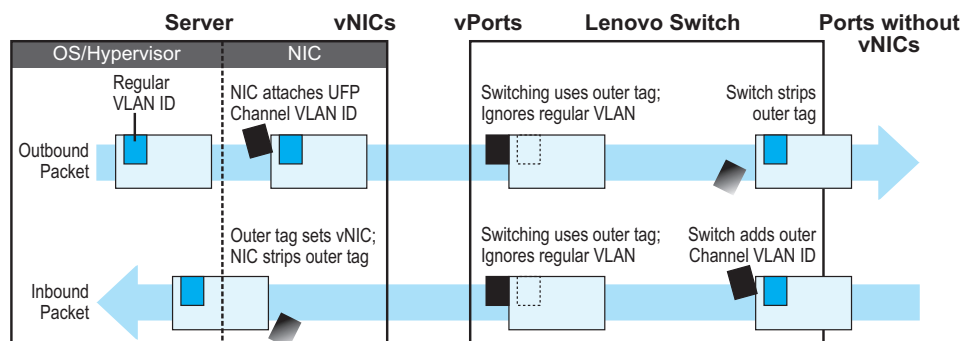 Server
vNICs
vPorts
Lenovo Switch
Ports without
vNICs
OS/Hypervisor
NIC
Regular
VLAN ID
NIC attaches UFP
Channel VLAN ID
Switching uses outer tag;
Ignores regular VLAN
Switch strips
outer tag
Outbound
Packet
Outer tag sets vNIC;
NIC strips outer tag
Switching uses outer tag;
Ignores regular VLAN
Switch adds outer
Channel VLAN ID
Inbound
Packet